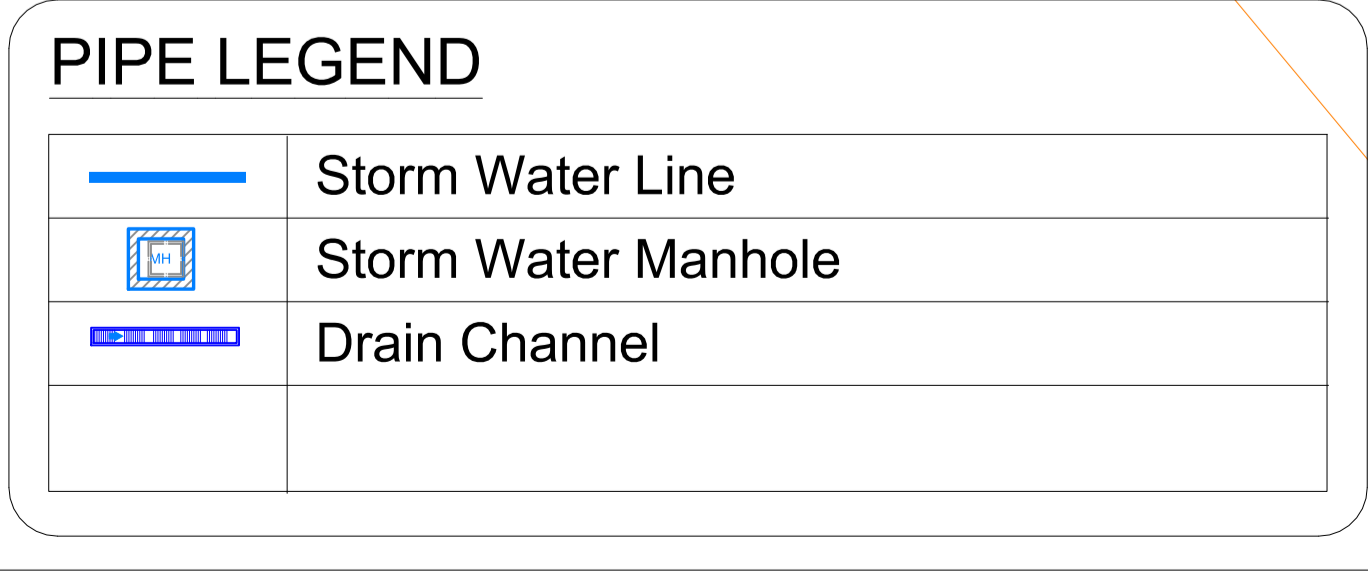 PIPE LEGEND
Storm Water Line
MH
Storm Water Manhole
Drain Channel